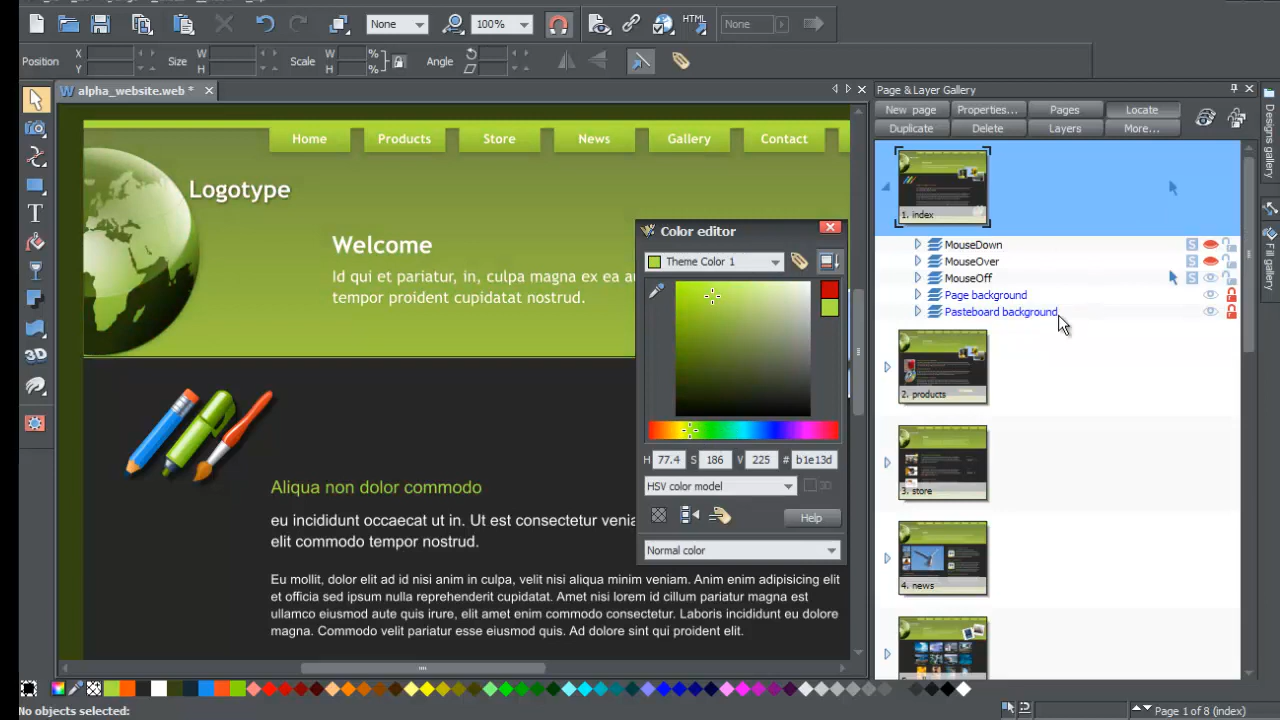 None
100%
HTML
None
Position
X
Y
Size
W
H
Scale
W
H
%
%
Angle
alpha_website.web *
Page & Layer Gallery
New page
Properties...
Pages
Locate
Duplicate
Delete
Layers
More...
Designs gallery
Fill Gallery
Home
Products
Store
News
Gallery
Contact
Logotype
Welcome
Id qui et pariatur, in, culpa magna ex ea au
tempor proident cupidatat nostrud.
Color editor
Theme Color 1
H 77.4 S 186 V 225 # b1e13d
HSV color model
3D
Help
Normal color
1. index
MouseDown
S
MouseOver
S
MouseOff
S
Page background
Pasteboard background
2. products
3. store
4. news
T
3D
Aliqua non dolor commodo
eu incididunt occaecat ut in. Ut est consectetur venia
elit commodo tempor nostrud.
Eu mollit, dolor elit ad id nisi anim in culpa, velit nisi aliqua minim veniam. Anim enim adipisicing elit
et officia sed ipsum nulla reprehenderit cupidatat. Amet nisi lorem id cillum pariatur magna est
ullamco eiusmod aute quis irure, elit amet enim commodo consectetur. Laboris incididunt eu dolore
magna. Commodo velit pariatur esse eiusmod quis. Ad dolore sint qui proident elit.
No objects selected:
Page 1 of 8 (index)